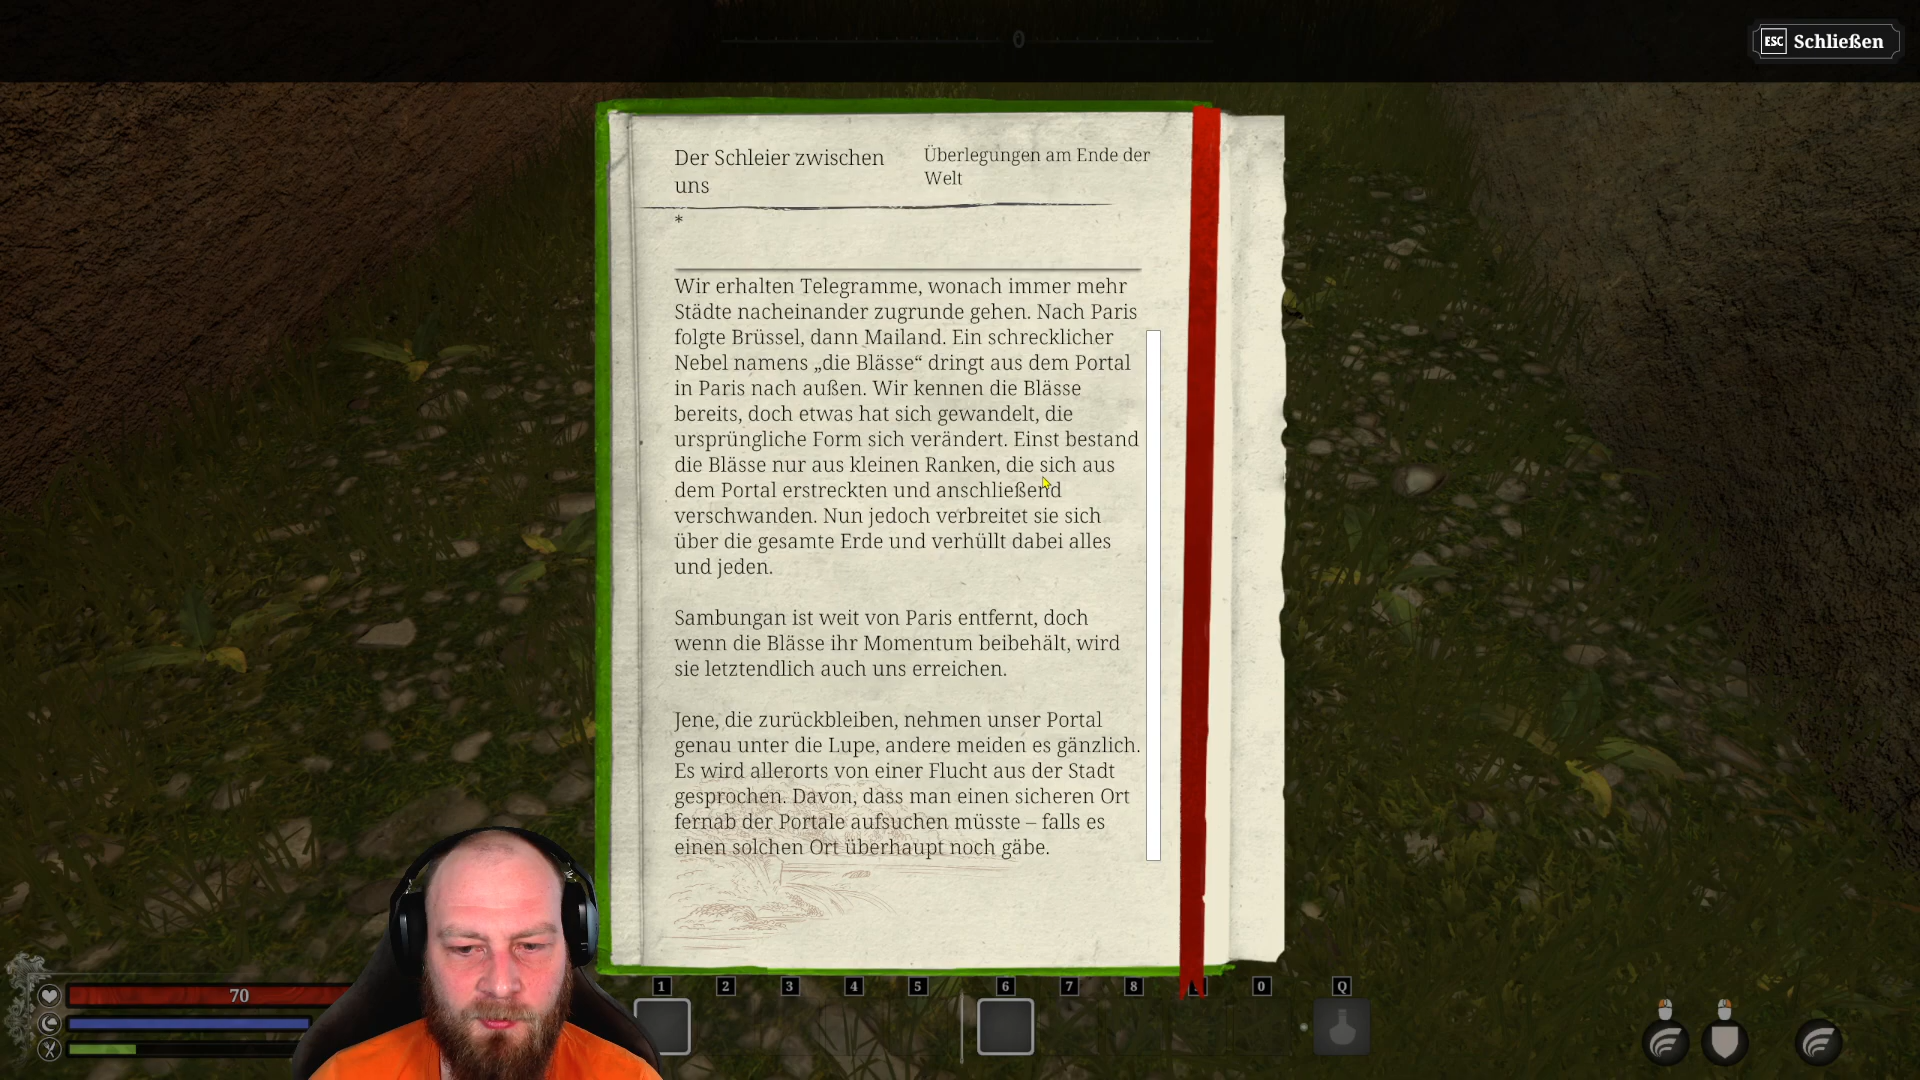 ESC Schließen
Der Schleier zwischen
uns
Überlegungen am Ende der
Welt
*
Wir erhalten Telegramme, wonach immer mehr
Städte nacheinander zugrunde gehen. Nach Paris
folgte Brüssel, dann Mailand. Ein schrecklicher
Nebel namens „die Blässe“ dringt aus dem Portal
in Paris nach außen. Wir kennen die Blässe
bereits, doch etwas hat sich gewandelt, die
ursprüngliche Form sich verändert. Einst bestand
die Blässe nur aus kleinen Ranken, die sich aus
dem Portal erstreckten und anschließend
verschwanden. Nun jedoch verbreitet sie sich
über die gesamte Erde und verhüllt dabei alles
und jeden.
Sambungan ist weit von Paris entfernt, doch
wenn die Blässe ihr Momentum beibehält, wird
sie letztendlich auch uns erreichen.
Jene, die zurückbleiben, nehmen unser Portal
genau unter die Lupe, andere meiden es gänzlich.
Es wird allerorts von einer Flucht aus der Stadt
gesprochen. Davon, dass man einen sicheren Ort
fernab der Portale aufsuchen müsste – falls es
einen solchen Ort überhaupt noch gäbe.
70
1 2 3 4 5 6 7 8 0 Q